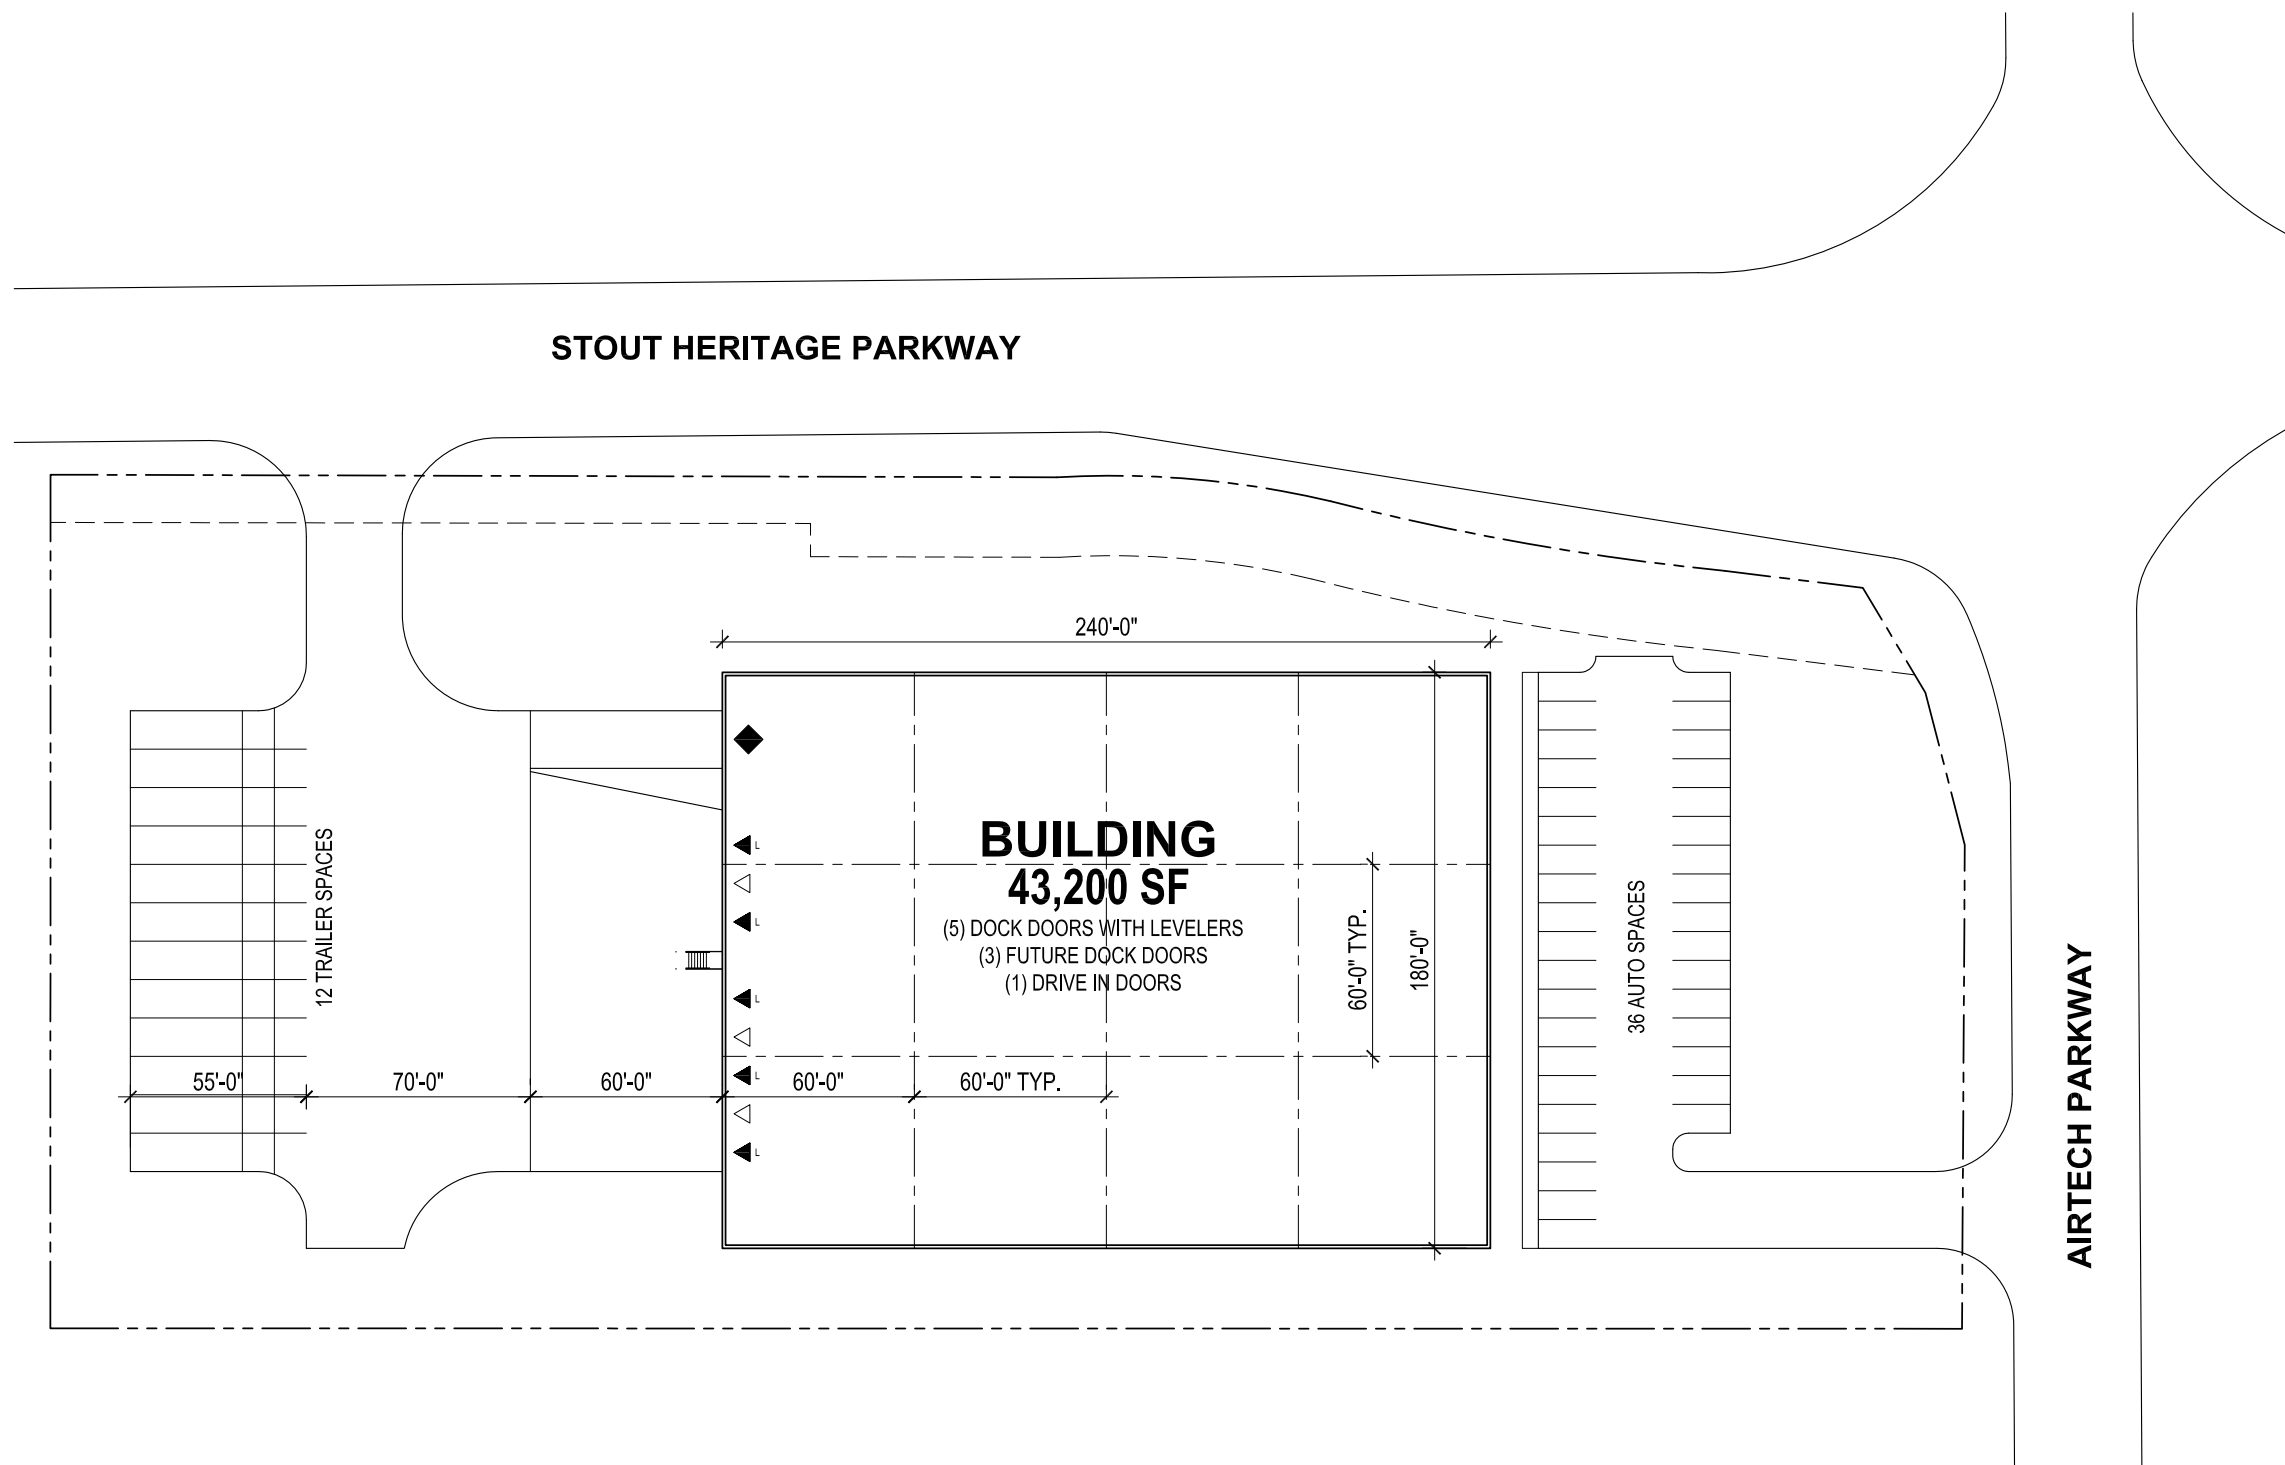 STOUT HERITAGE PARKWAY
240'-0"
BUILDING
43,200 SF
(5) DOCK DOORS WITH LEVELERS
(3) FUTURE DOCK DOORS
(1) DRIVE IN DOORS
L
L
L
L
L
12 TRAILER SPACES
60'-0" TYP.
180'-0"
36 AUTO SPACES
AIRTECH PARKWAY
55'-0"
70'-0"
60'-0"
60'-0"
60'-0" TYP.